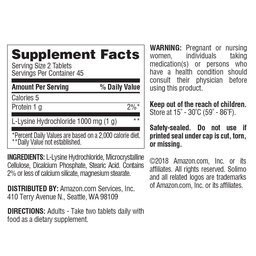 Supplement Facts
Serving Size 2 Tablets
Servings Per Container 45
Amount Per Serving % Daily Value
Calories 5
Protein 1 g 2%*
L-Lysine Hydrochloride 1000 mg (1 g) **
*Percent Daily Values are based on a 2,000 calorie diet.
**Daily Value not established.
INGREDIENTS: L-Lysine Hydrochloride, Microcrystalline
Cellulose, Dicalcium Phosphate, Stearic Acid. Contains
2% or less of calcium silicate, magnesium stearate.
DISTRIBUTED BY: Amazon.com Services, Inc.
410 Terry Avenue N., Seattle, WA 98109
DIRECTIONS: Adults - Take two tablets daily with
food as a dietary supplement.
WARNING: Pregnant or nursing
women, individuals taking
medication(s) or persons who
have a health condition should
consult their physician before
using this product.
Keep out of the reach of children.
Store at 15˚ - 30˚C (59˚ - 86˚F).
Safety-sealed. Do not use if
printed seal under cap is cut, torn,
or missing.
©2018 Amazon.com, Inc. or its
affiliates. All rights reserved. Solimo
and all related logos are trademarks
of Amazon.com, Inc. or its affiliates.